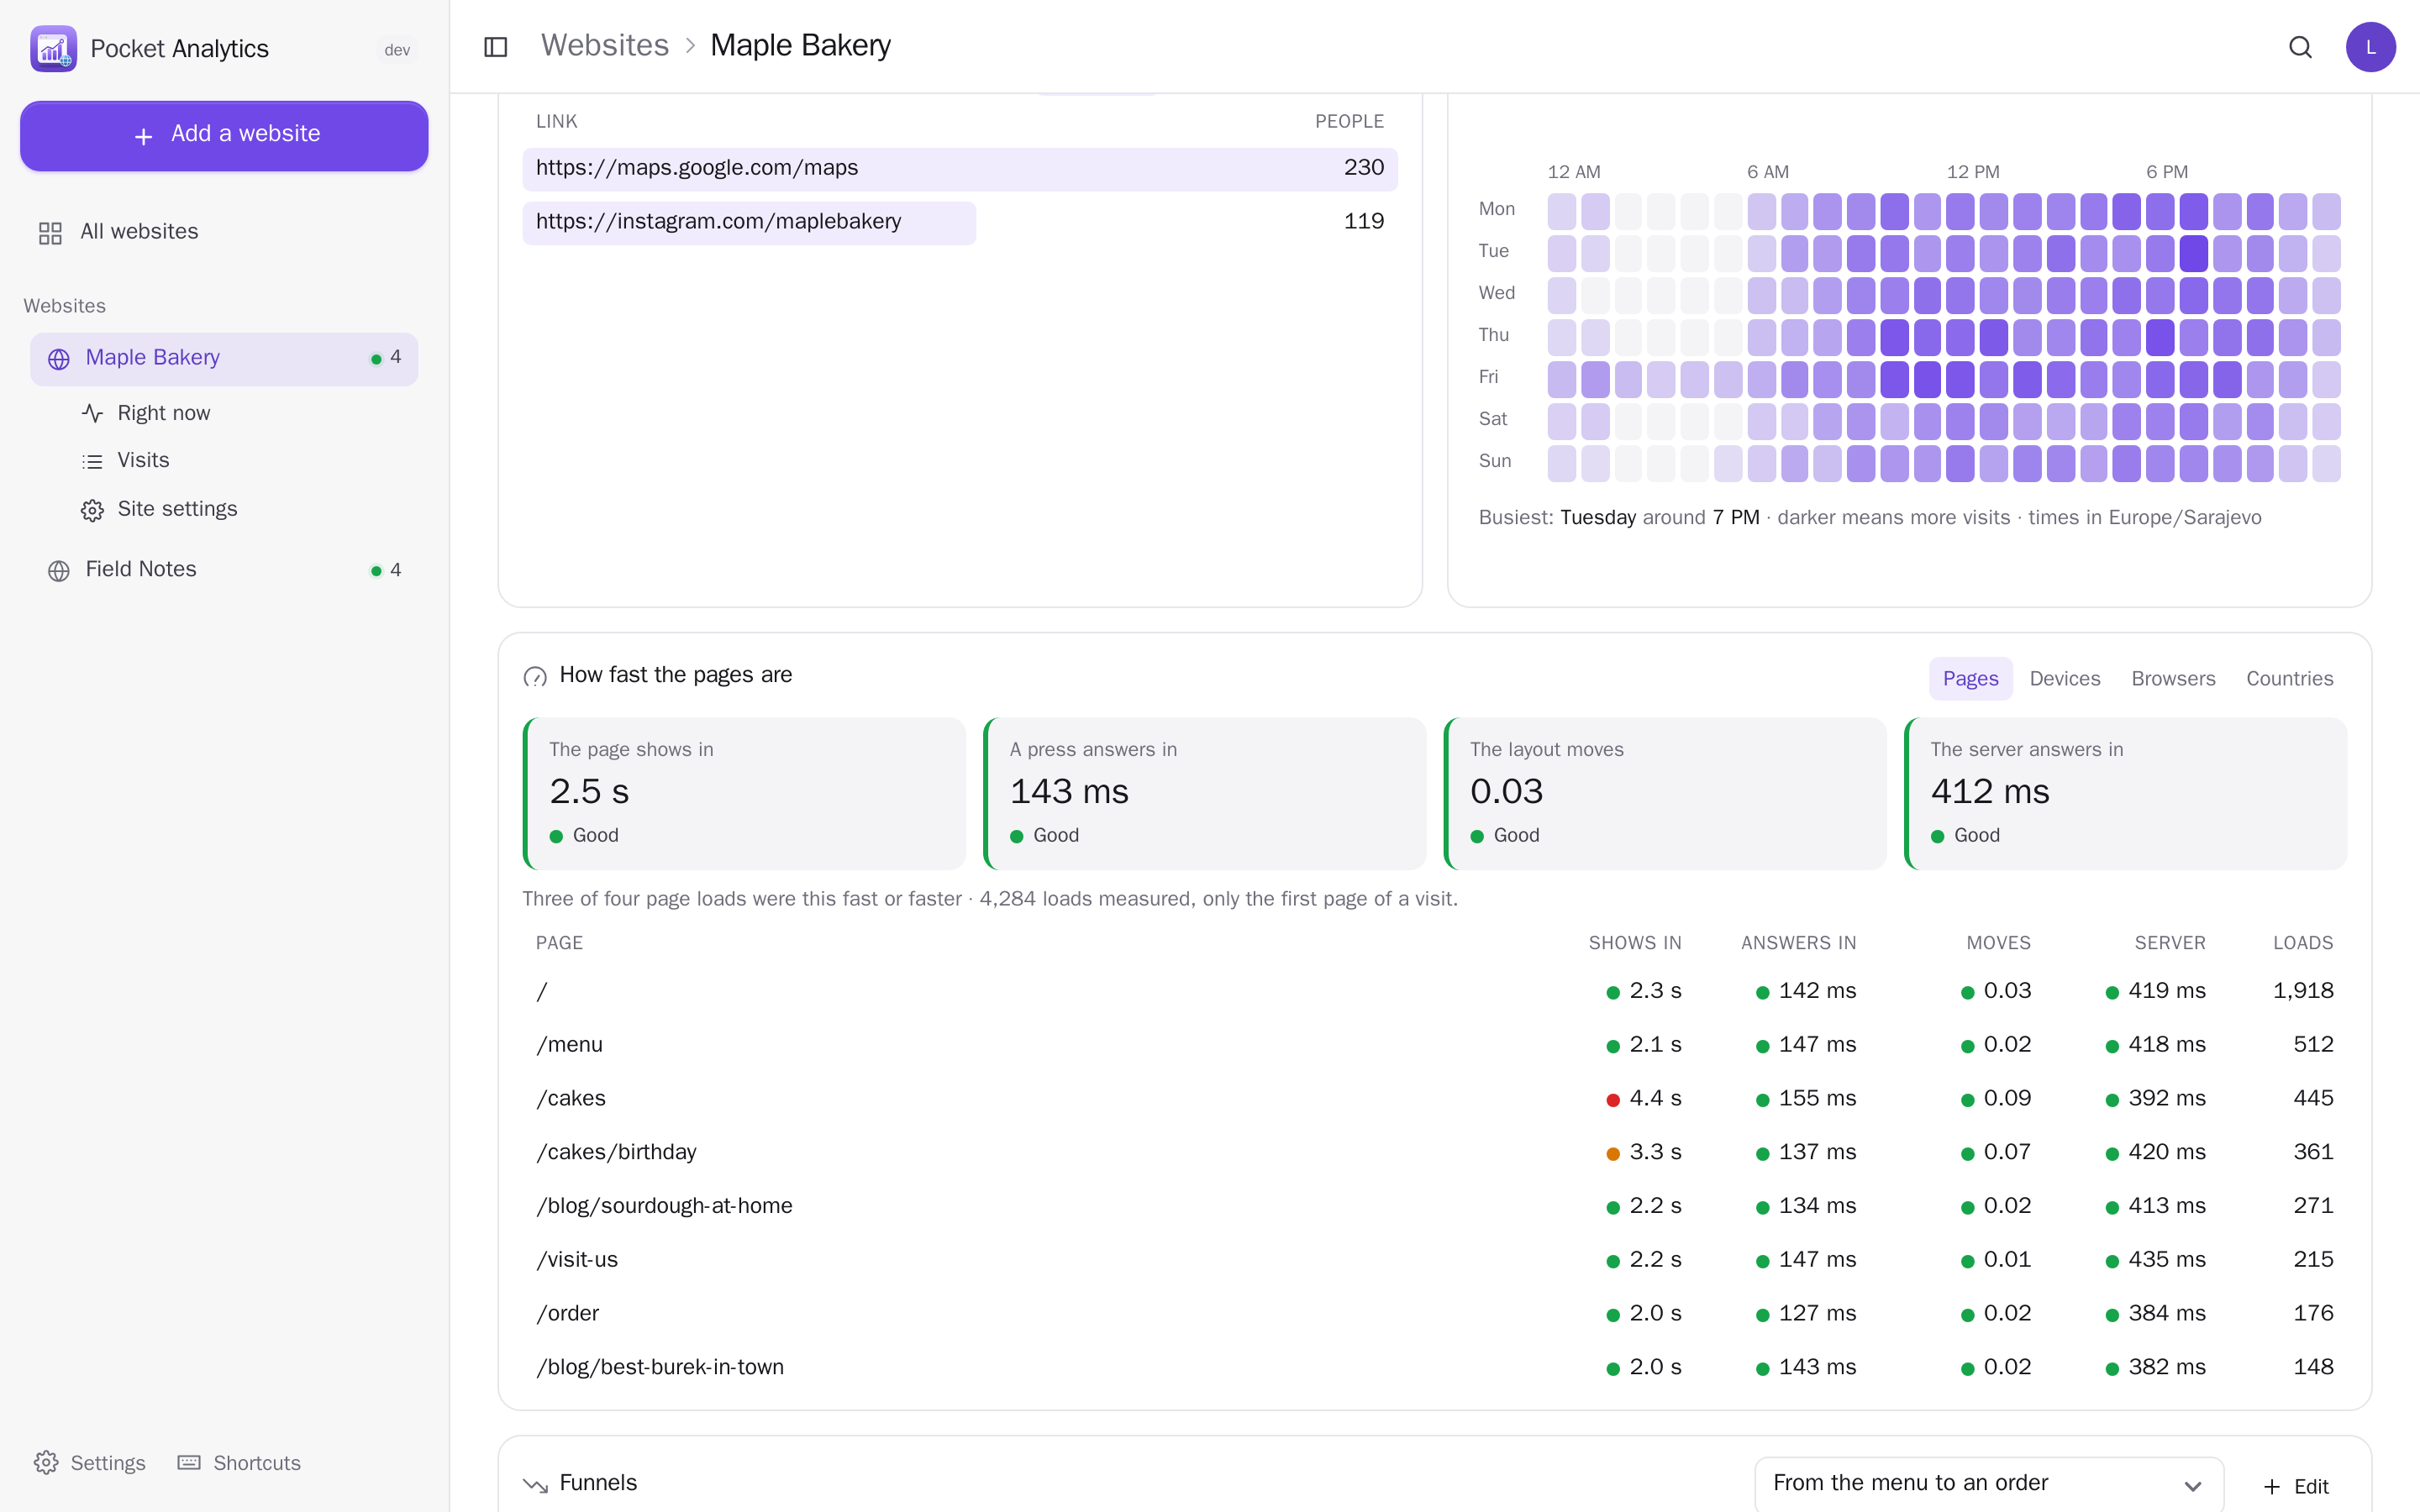 Pocket Analytics
dev
Add a website
All websites
Websites
Maple Bakery
4
Right now
Visits
Site settings
Field Notes
4
Settings
Shortcuts
Websites > Maple Bakery
L
LINK PEOPLE
https://maps.google.com/maps 230
https://instagram.com/maplebakery 119
12 AM 6 AM 12 PM 6 PM
Mon
Tue
Wed
Thu
Fri
Sat
Sun
Busiest: Tuesday around 7 PM · darker means more visits · times in Europe/Sarajevo
How fast the pages are
Pages Devices Browsers Countries
The page shows in
2.5 s
Good
A press answers in
143 ms
Good
The layout moves
0.03
Good
The server answers in
412 ms
Good
Three of four page loads were this fast or faster · 4,284 loads measured, only the first page of a visit.
PAGE SHOWS IN ANSWERS IN MOVES SERVER LOADS
/ 2.3 s 142 ms 0.03 419 ms 1,918
/menu 2.1 s 147 ms 0.02 418 ms 512
/cakes 4.4 s 155 ms 0.09 392 ms 445
/cakes/birthday 3.3 s 137 ms 0.07 420 ms 361
/blog/sourdough-at-home 2.2 s 134 ms 0.02 413 ms 271
/visit-us 2.2 s 147 ms 0.01 435 ms 215
/order 2.0 s 127 ms 0.02 384 ms 176
/blog/best-burek-in-town 2.0 s 143 ms 0.02 382 ms 148
Funnels
From the menu to an order
Edit